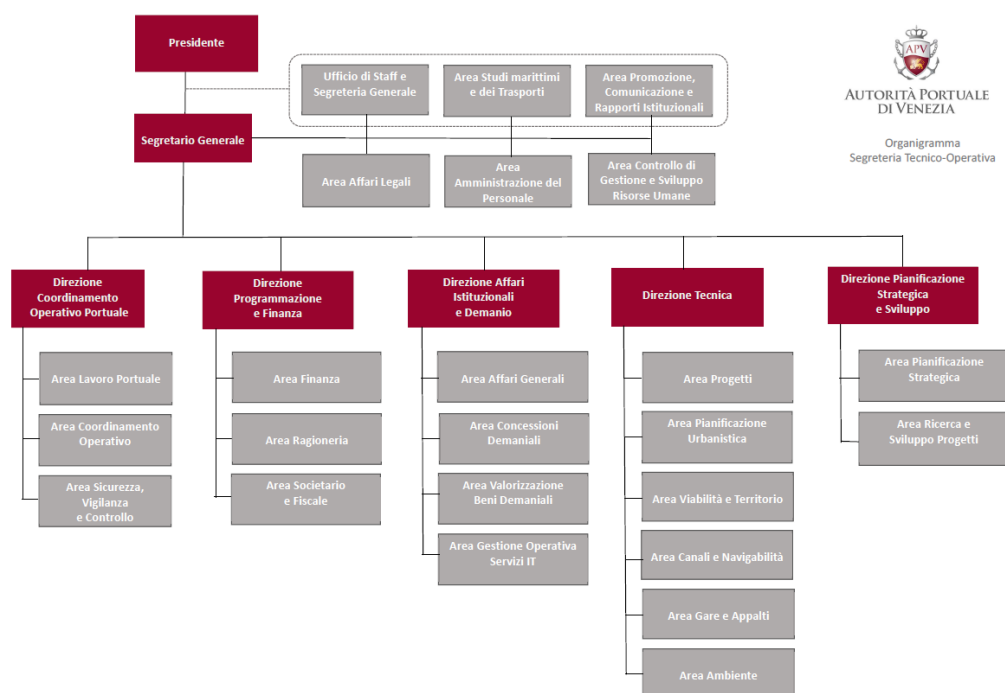 Presidente
Ufficio di Staff e
Segreteria Generale
Area Studi marittimi
e dei Trasporti
Area Promozione,
Comunicazione e
Rapporti Istituzionali
APV
AUTORITÀ PORTUALE
DI VENEZIA
Organigramma
Segreteria Tecnico-Operativa
Segretario Generale
Area Affari Legali
Area
Amministrazione del
Personale
Area Controllo di
Gestione e Sviluppo
Risorse Umane
Direzione
Coordinamento
Operativo Portuale
Direzione
Programmazione
e Finanza
Direzione Affari
Istituzionali
e Demanio
Direzione Tecnica
Direzione Pianificazione
Strategica
e Sviluppo
Area Lavoro Portuale
Area Coordinamento
Operativo
Area Sicurezza,
Vigilanza
e Controllo
Area Finanza
Area Ragioneria
Area Societario
e Fiscale
Area Affari Generali
Area Concessioni
Demaniali
Area Valorizzazione
Beni Demaniali
Area Gestione Operativa
Servizi IT
Area Progetti
Area Pianificazione
Urbanistica
Area Viabilità e Territorio
Area Canali e Navigabilità
Area Gare e Appalti
Area Ambiente
Area Pianificazione
Strategica
Area Ricerca e
Sviluppo Progetti